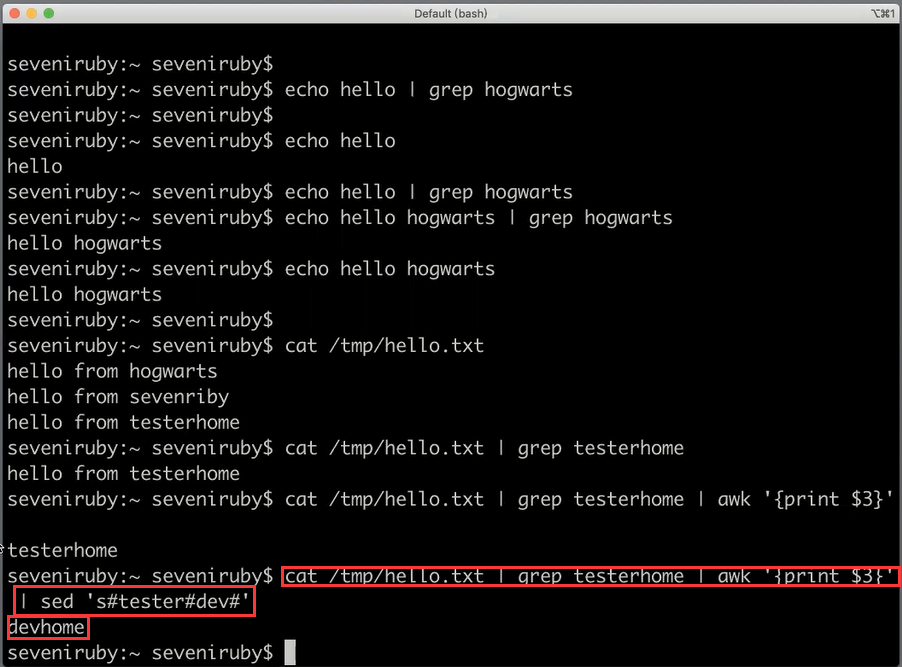 Default (bash)
⌥⌘1
seveniruby:~ seveniruby$
seveniruby:~ seveniruby$ echo hello | grep hogwarts
seveniruby:~ seveniruby$
seveniruby:~ seveniruby$ echo hello
hello
seveniruby:~ seveniruby$ echo hello | grep hogwarts
seveniruby:~ seveniruby$ echo hello hogwarts | grep hogwarts
hello hogwarts
seveniruby:~ seveniruby$ echo hello hogwarts
hello hogwarts
seveniruby:~ seveniruby$
seveniruby:~ seveniruby$ cat /tmp/hello.txt
hello from hogwarts
hello from sevenriby
hello from testerhome
seveniruby:~ seveniruby$ cat /tmp/hello.txt | grep testerhome
hello from testerhome
seveniruby:~ seveniruby$ cat /tmp/hello.txt | grep testerhome | awk '{print $3}'
testerhome
seveniruby:~ seveniruby$ cat /tmp/hello.txt | grep testerhome | awk '{print $3}'
| sed 's#tester#dev#'
devhome
seveniruby:~ seveniruby$